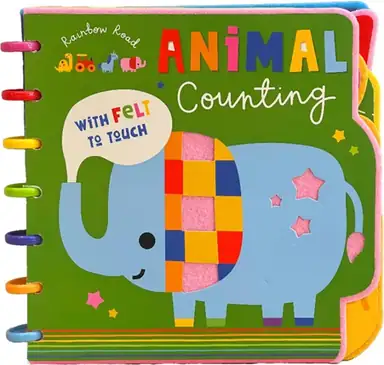 Rainbow Road
ANiMAL
Counting
WiTH FeLT
TO TOUCH